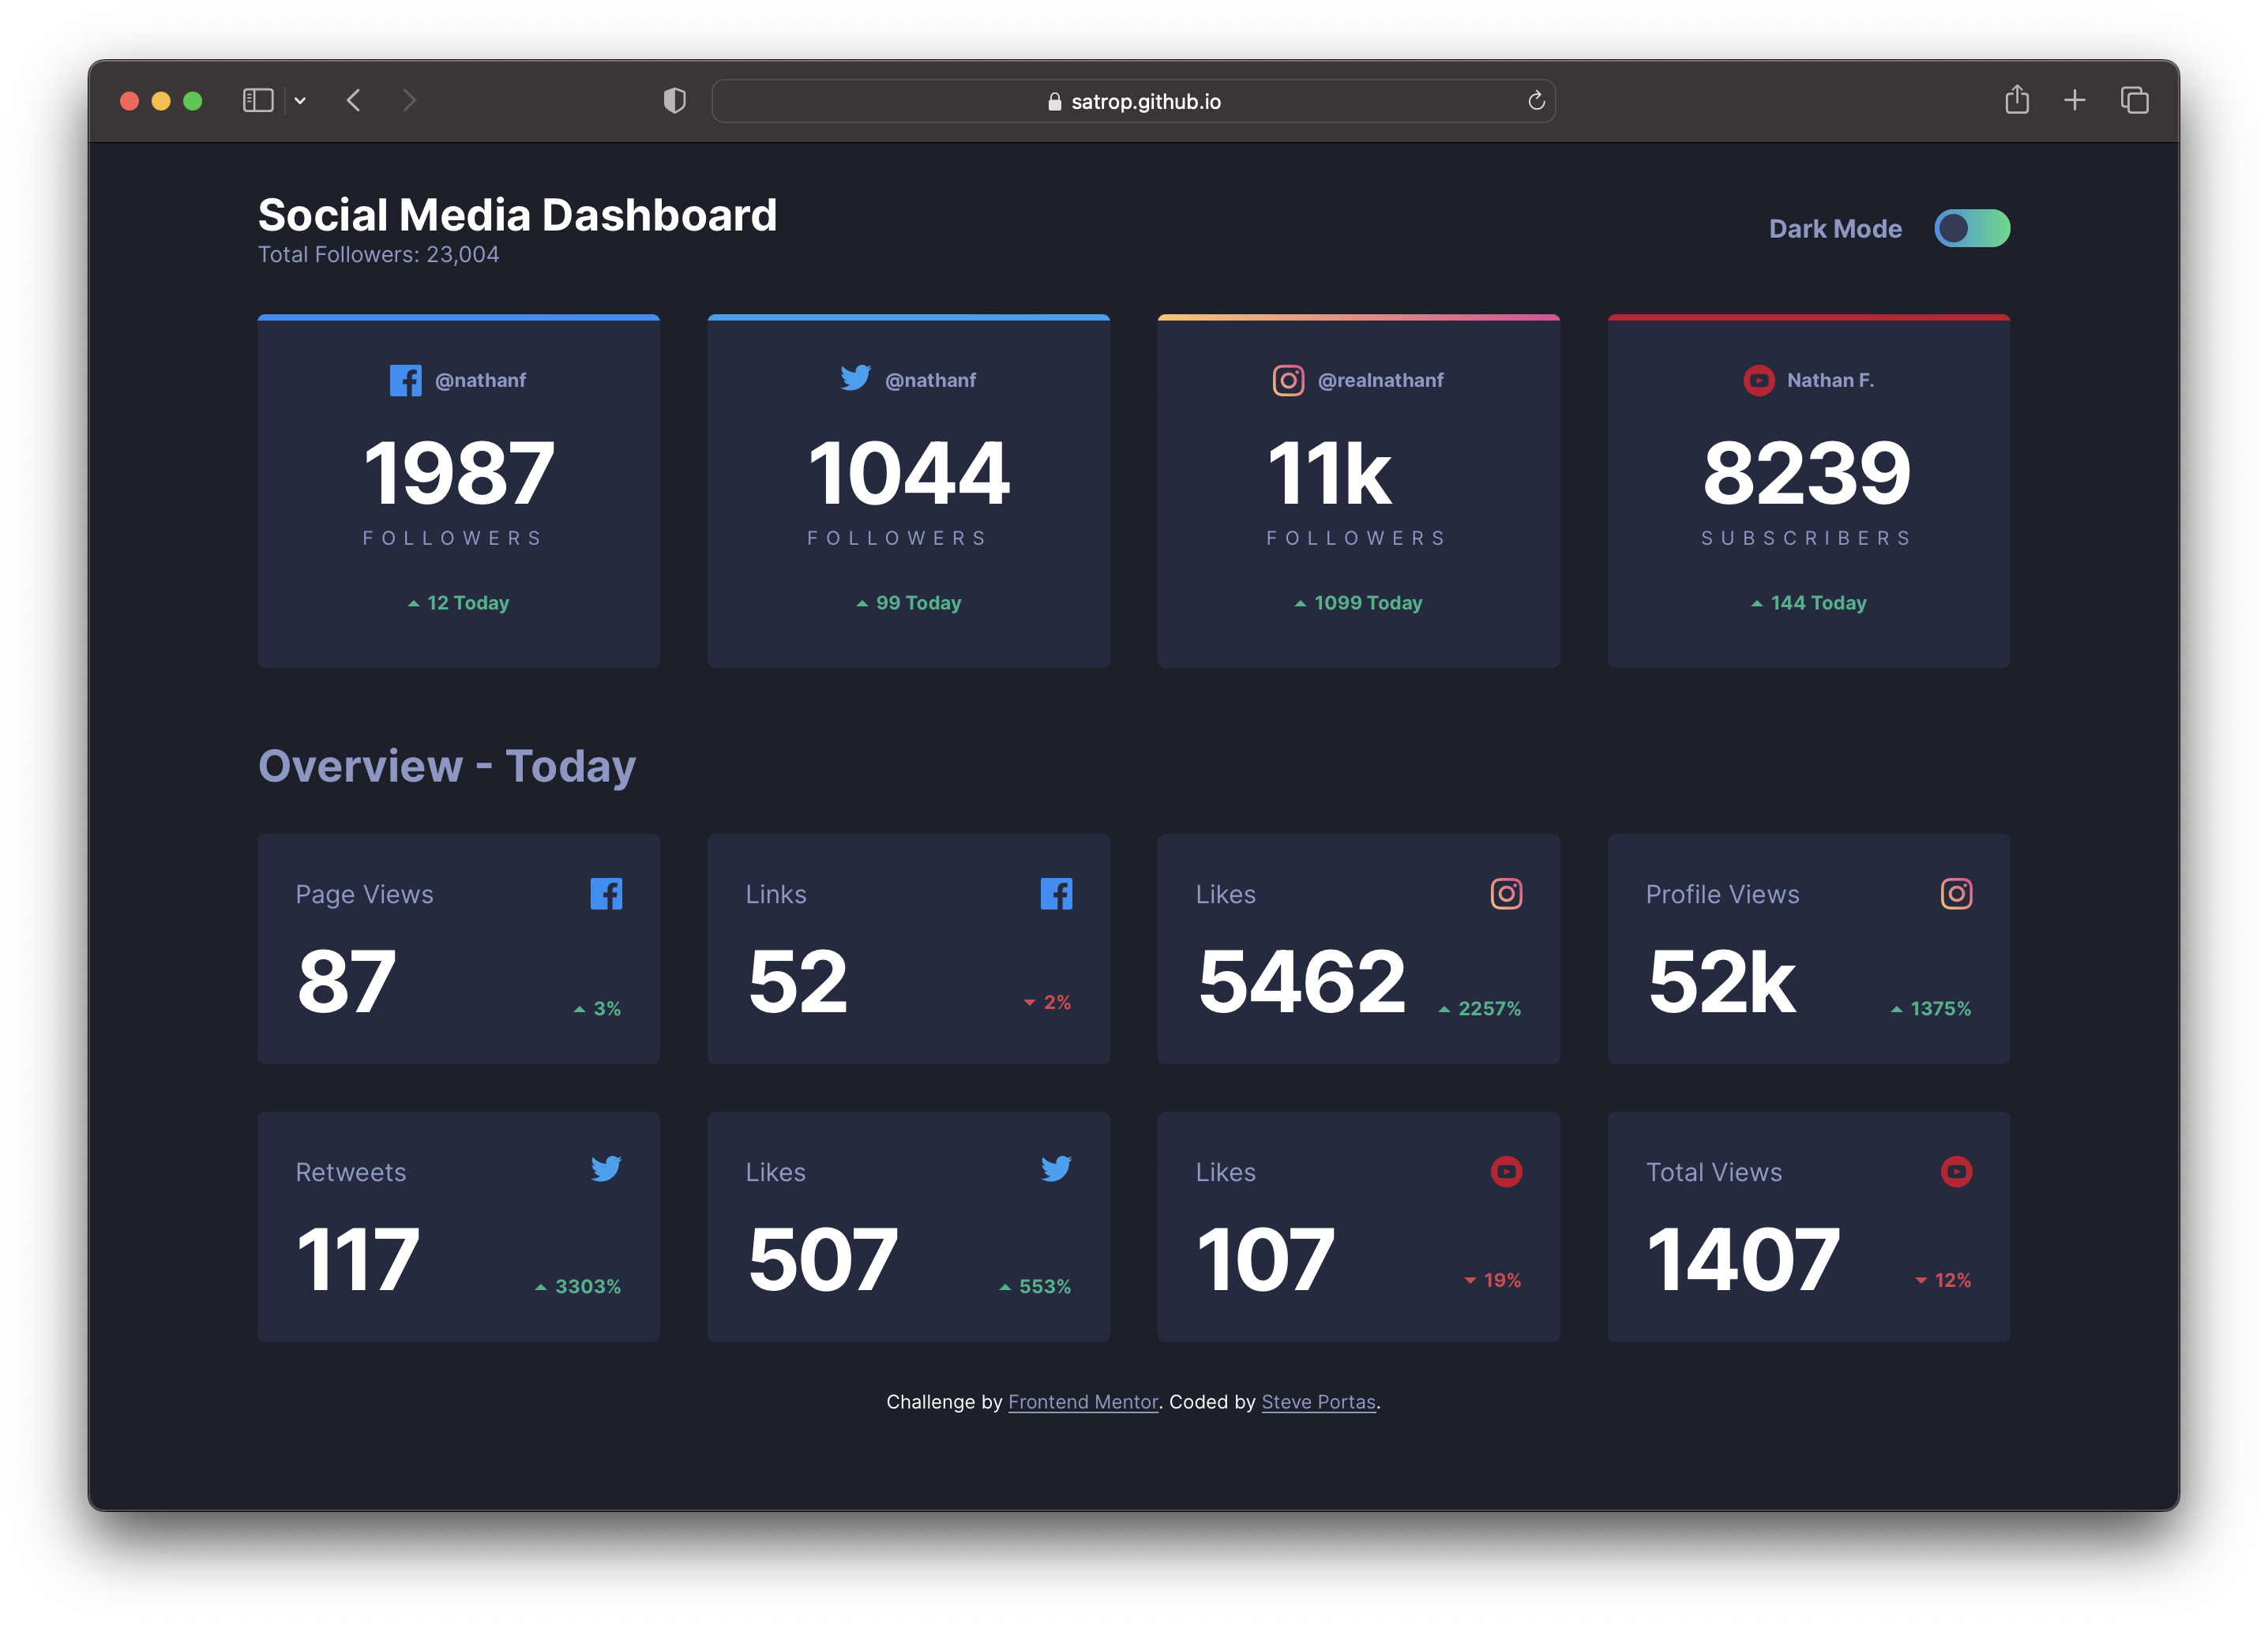 satrop.github.io
Social Media Dashboard
Total Followers: 23,004
Dark Mode
@nathanf
1987
FOLLOWERS
12 Today
@nathanf
1044
FOLLOWERS
99 Today
@realnathanf
11k
FOLLOWERS
1099 Today
Nathan F.
8239
SUBSCRIBERS
144 Today
Overview - Today
Page Views
87
3%
Links
52
2%
Likes
5462
2257%
Profile Views
52k
1375%
Retweets
117
3303%
Likes
507
553%
Likes
107
19%
Total Views
1407
12%
Challenge by Frontend Mentor. Coded by Steve Portas.